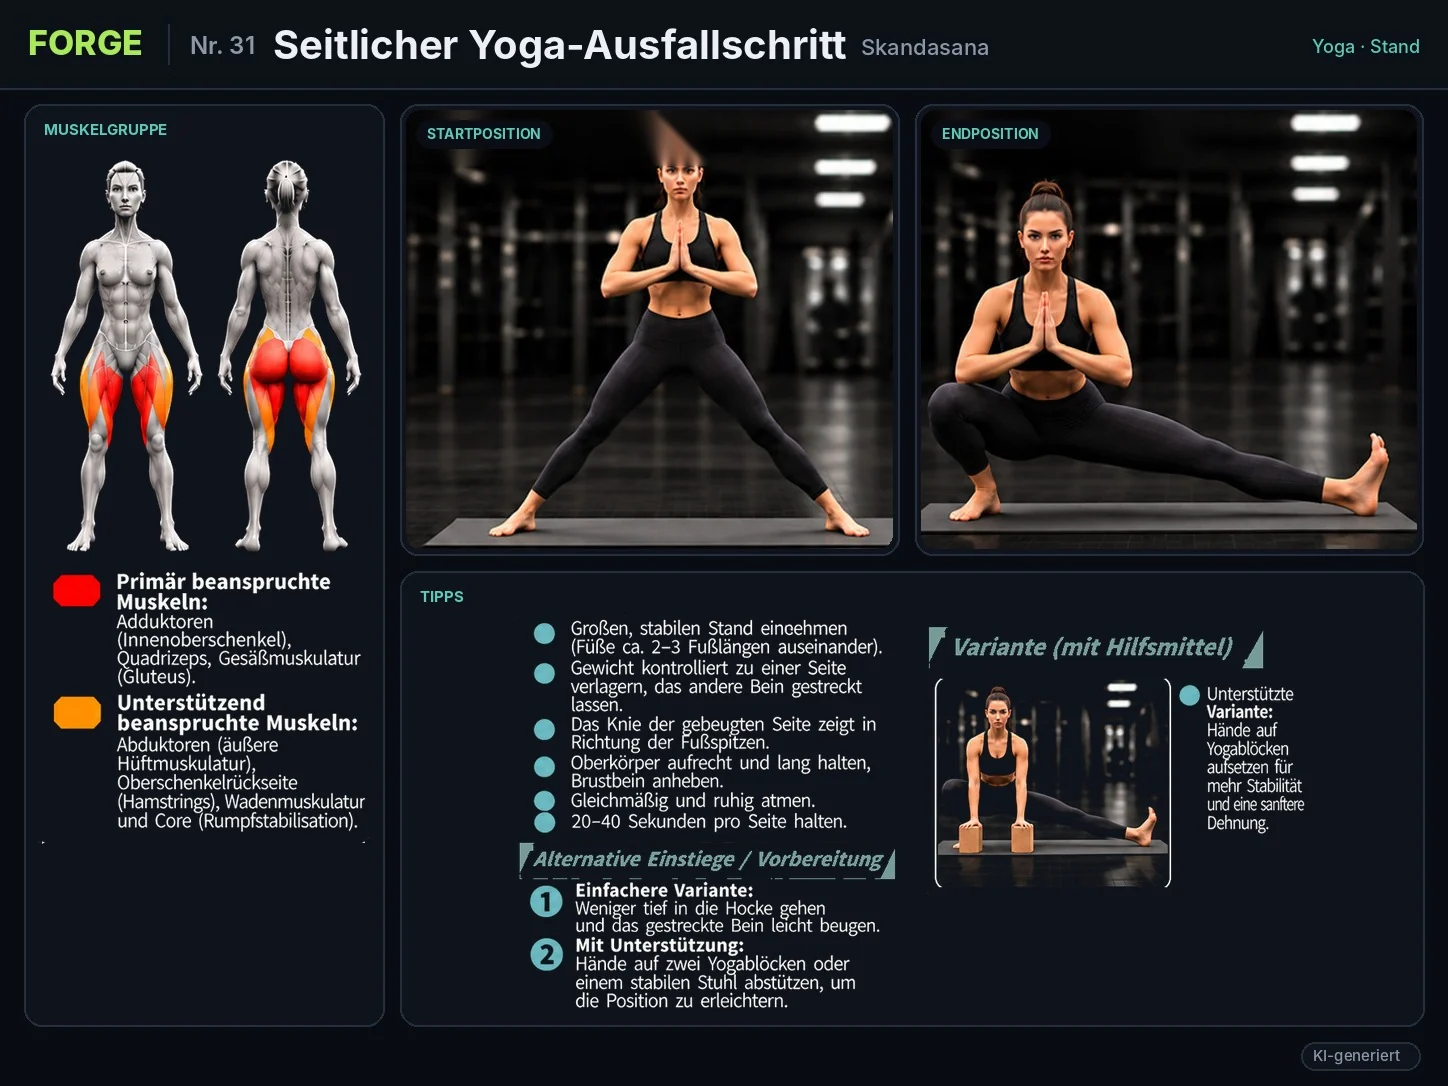 FORGE
Nr. 31
Seitlicher Yoga-Ausfallschritt
Skandasana
Yoga · Stand
MUSKELGRUPPE
Primär beanspruchte
Muskeln:
Adduktoren
(Innenoberschenkel),
Quadrizeps, Gesäßmuskulatur
(Gluteus).
Unterstützend
beanspruchte Muskeln:
Abduktoren (äußere
Hüftmuskulatur),
Oberschenkelrückseite
(Hamstrings), Wadenmuskulatur
und Core (Rumpfstabilisation).
STARTPOSITION
ENDPOSITION
TIPPS
Großen, stabilen Stand eincehmen
(Füße ca. 2–3 Fußlängen auseinander).
Gewicht kontrolliert zu einer Seite
verlagern, das andere Bein gestreckt
lassen.
Das Knie der gebeugten Seite zeigt in
Richtung der Fußspitzen.
Oberkörper aufrecht und lang halten,
Brustbein anheben.
Gleichmäßig und ruhig atmen.
20–40 Sekunden pro Seite halten.
Alternative Einstiege / Vorbereitung
1 Einfachere Variante:
Weniger tief in die Hocke gehen
und das gestreckte Bein leicht beugen.
2 Mit Unterstützung:
Hände auf zwei Yogablöcken oder
einem stabilen Stuhl abstützen, um
die Position zu erleichtern.
Variante (mit Hilfsmittel)
Unterstützte
Variante:
Hände auf
Yogablöcken
aufsetzen für
mehr Stabilität
und eine sanftere
Dehnung.
KI-generiert